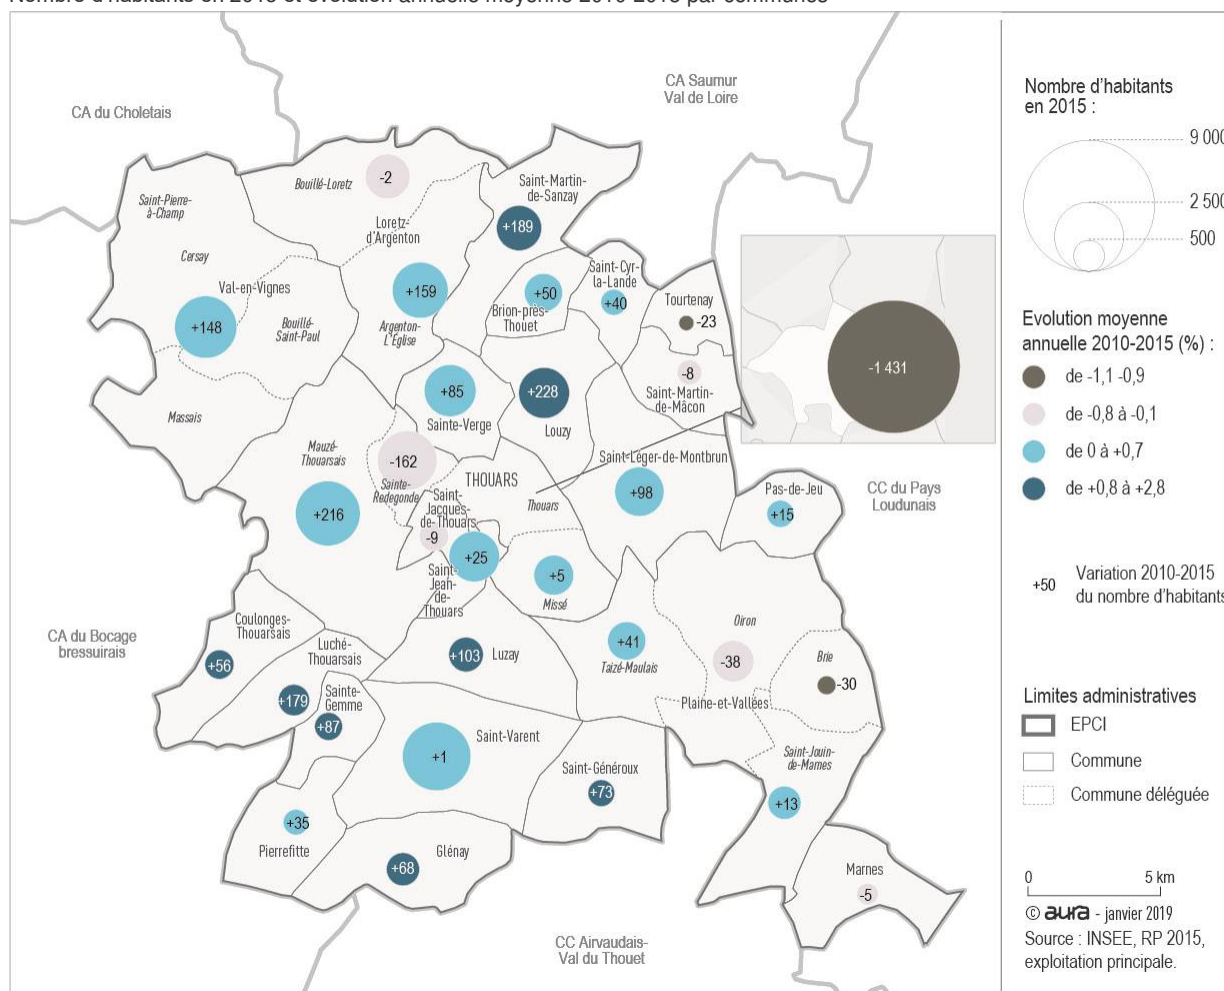 Nombre d'habitants en 2015 et évolution annuelle moyenne 2010-2015 par communes
CA Saumur
Val de Loire
CA du Choletais
Bouillé-Loretz
-2
Saint-Martin-
de-Sanzay
+189
Saint-Pierre-
à-Champ
Loretz-
d'Argenton
Cersay
Val-en-Vignes
+148
Bouillé-
Saint-Paul
+159
Argenton-
L'Église
+50
Brion-près-
Thouet
Saint-Cyr-
la-Lande
+40
Tourtenay
-23
-1 431
-8
Saint-Martin-
de-Mâcon
+85
Sainte-Verge
+228
Louzy
Massais
Mauzé-
Thouarsais
+216
-162
Sainte-
Redegonde
THOUARS
Thouars
Saint-Léger-de-Montbrun
+98
Pas-de-Jeu
+15
CC du Pays
Loudunais
Saint-
Jacques-
de-Thouars
-9
+25
Saint-
Jean-
de-
Thouars
+5
Missé
CA du Bocage
bressuirais
Coulonges-
Thouarsais
+56
Luché-
Thouarsais
+179
Sainte-
Gemme
+87
+103
Luzay
+41
Taizé-Maulais
Oiron
-38
Brie
-30
Plaine-et-Vallées
Saint-Varent
+1
Saint-Généroux
+73
Saint-Jouin-
de-Marnes
+13
+35
Pierrefitte
Glénay
+68
Marnes
-5
CC Airvaudais-
Val du Thouet
Nombre d'habitants
en 2015 :
9 000
2 500
500
Evolution moyenne
annuelle 2010-2015 (%) :
de -1,1 -0,9
de -0,8 à -0,1
de 0 à +0,7
de +0,8 à +2,8
+50
Variation 2010-2015
du nombre d'habitants
Limites administratives
EPCI
Commune
Commune déléguée
0 5 km
© aura - janvier 2019
Source : INSEE, RP 2015,
exploitation principale.